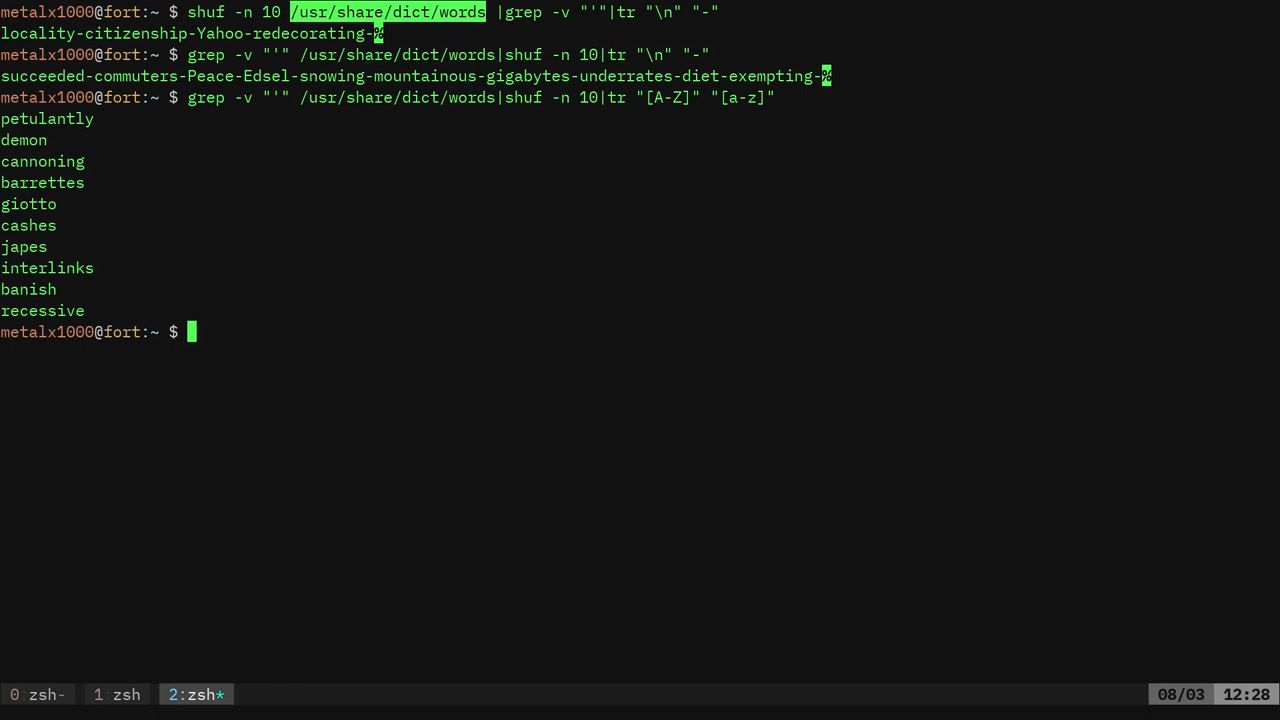 metalx1000@fort:~ $ shuf -n 10 /usr/share/dict/words |grep -v "'"|tr "\n" "-"
locality-citizenship-Yahoo-redecorating-%
metalx1000@fort:~ $ grep -v "'" /usr/share/dict/words|shuf -n 10|tr "\n" "-"
succeeded-commuters-Peace-Edsel-snowing-mountainous-gigabytes-underrates-diet-exempting-%
metalx1000@fort:~ $ grep -v "'" /usr/share/dict/words|shuf -n 10|tr "[A-Z]" "[a-z]"
petulantly
demon
cannoning
barrettes
giotto
cashes
japes
interlinks
banish
recessive
metalx1000@fort:~ $
0 zsh- 1 zsh 2:zsh* 08/03 12:28